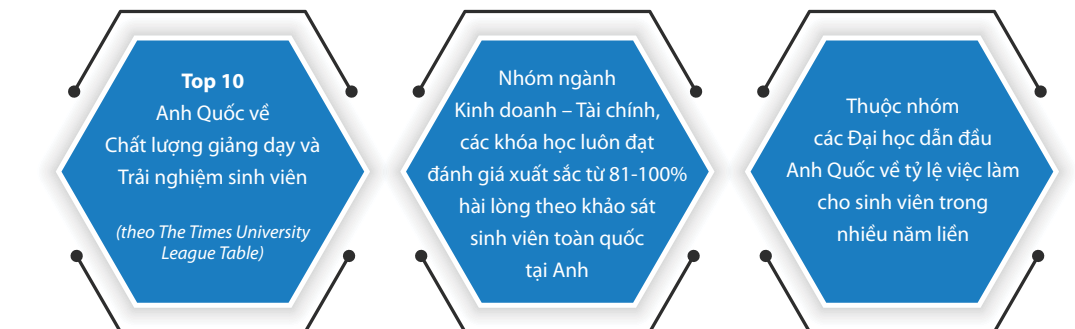 Top 10
Anh Quốc về
Chất lượng giảng dạy và
Trải nghiệm sinh viên
(theo The Times University
League Table)
Nhóm ngành
Kinh doanh – Tài chính,
các khóa học luôn đạt
đánh giá xuất sắc từ 81-100%
hài lòng theo khảo sát
sinh viên toàn quốc
tại Anh
Thuộc nhóm
các Đại học dẫn đầu
Anh Quốc về tỷ lệ việc làm
cho sinh viên trong
nhiều năm liền